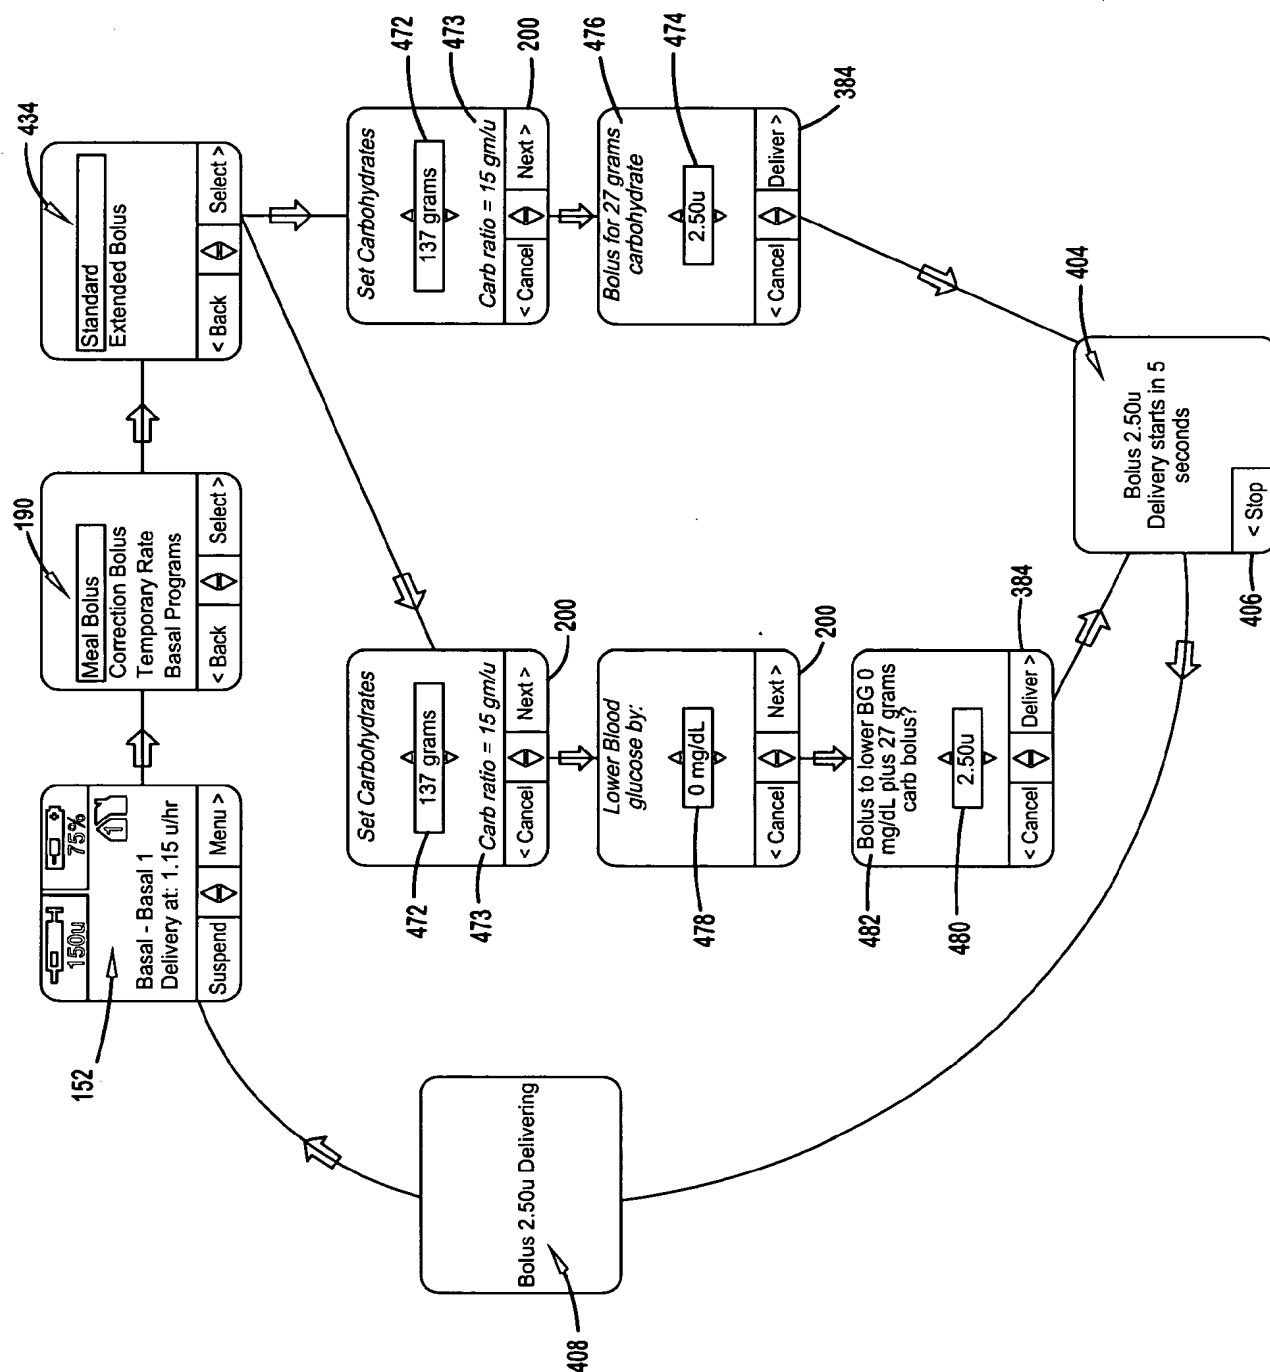 150u
75%
1
Basal - Basal 1
Delivery at: 1.15 u/hr
Suspend
Menu >
152
190
Meal Bolus
Correction Bolus
Temporary Rate
Basal Programs
< Back
Select >
434
Standard
Extended Bolus
< Back
Select >
Set Carbohydrates
137 grams
Carb ratio = 15 gm/u
< Cancel
Next >
472
473
200
Set Carbohydrates
137 grams
Carb ratio = 15 gm/u
< Cancel
Next >
472
473
200
Lower Blood
glucose by:
0 mg/dL
< Cancel
Next >
478
200
Bolus for 27 grams
carbohydrate
2.50u
< Cancel
Deliver >
476
474
384
Bolus to lower BG 0
mg/dL plus 27 grams
carb bolus?
2.50u
< Cancel
Deliver >
482
480
384
Bolus 2.50u Delivering
408
Bolus 2.50u
Delivery starts in 5
seconds
< Stop
404
406